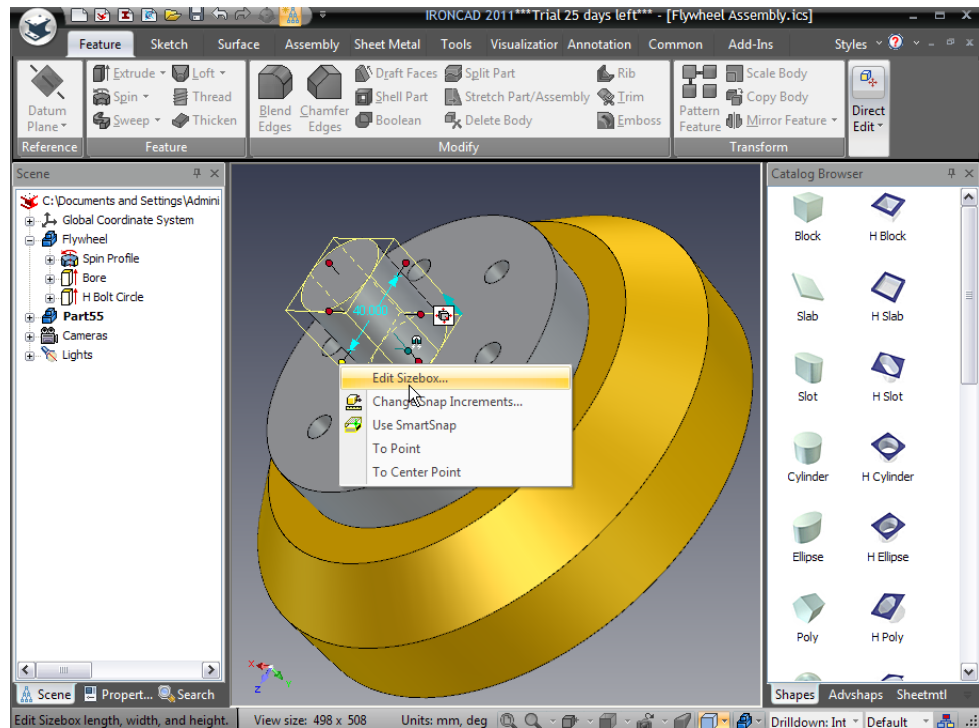 IRONCAD 2011***Trial 25 days left*** - [Flywheel Assembly.ics]
Feature Sketch Surface Assembly Sheet Metal Tools Visualizatior Annotation Common Add-Ins Styles
Datum Plane
Extrude Loft
Spin Thread
Sweep Thicken
Blend Edges
Chamfer Edges
Draft Faces Split Part Rib
Shell Part Stretch Part/Assembly Trim
Boolean Delete Body Emboss
Pattern Feature
Scale Body
Copy Body
Mirror Feature
Direct Edit
Reference Feature Modify Transform
Scene
C:\Documents and Settings\Admini
Global Coordinate System
Flywheel
Spin Profile
Bore
H Bolt Circle
Part55
Cameras
Lights
Scene Propert... Search
40.000
Edit Sizebox...
Change Snap Increments...
Use SmartSnap
To Point
To Center Point
X
Z
Catalog Browser
Block H Block
Slab H Slab
Slot H Slot
Cylinder H Cylinder
Ellipse H Ellipse
Poly H Poly
Shapes Advshaps Sheetmtl
Edit Sizebox length, width, and height. View size: 498 x 508 Units: mm, deg Drilldown: Int Default